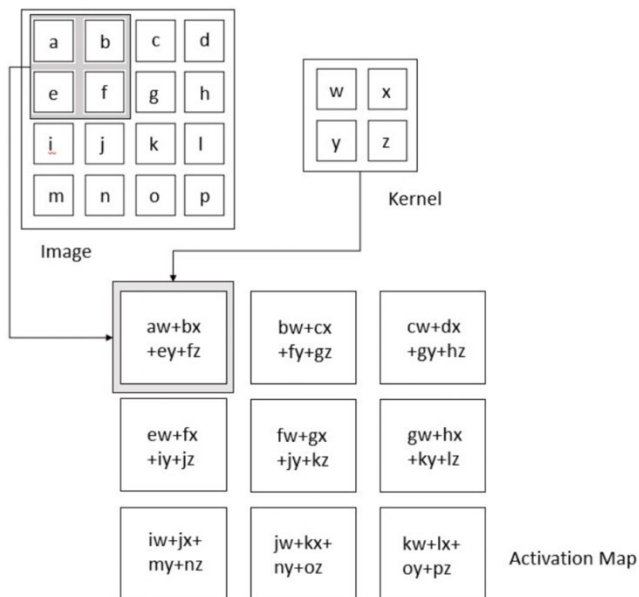 a b c d
e f g h
i j k l
m n o p
Image
w x
y z
Kernel
aw+bx
+ey+fz
bw+cx
+fy+gz
cw+dx
+gy+hz
ew+fx
+iy+jz
fw+gx
+jy+kz
gw+hx
+ky+lz
iw+jx+
my+nz
jw+kx+
ny+oz
kw+lx+
oy+pz
Activation Map